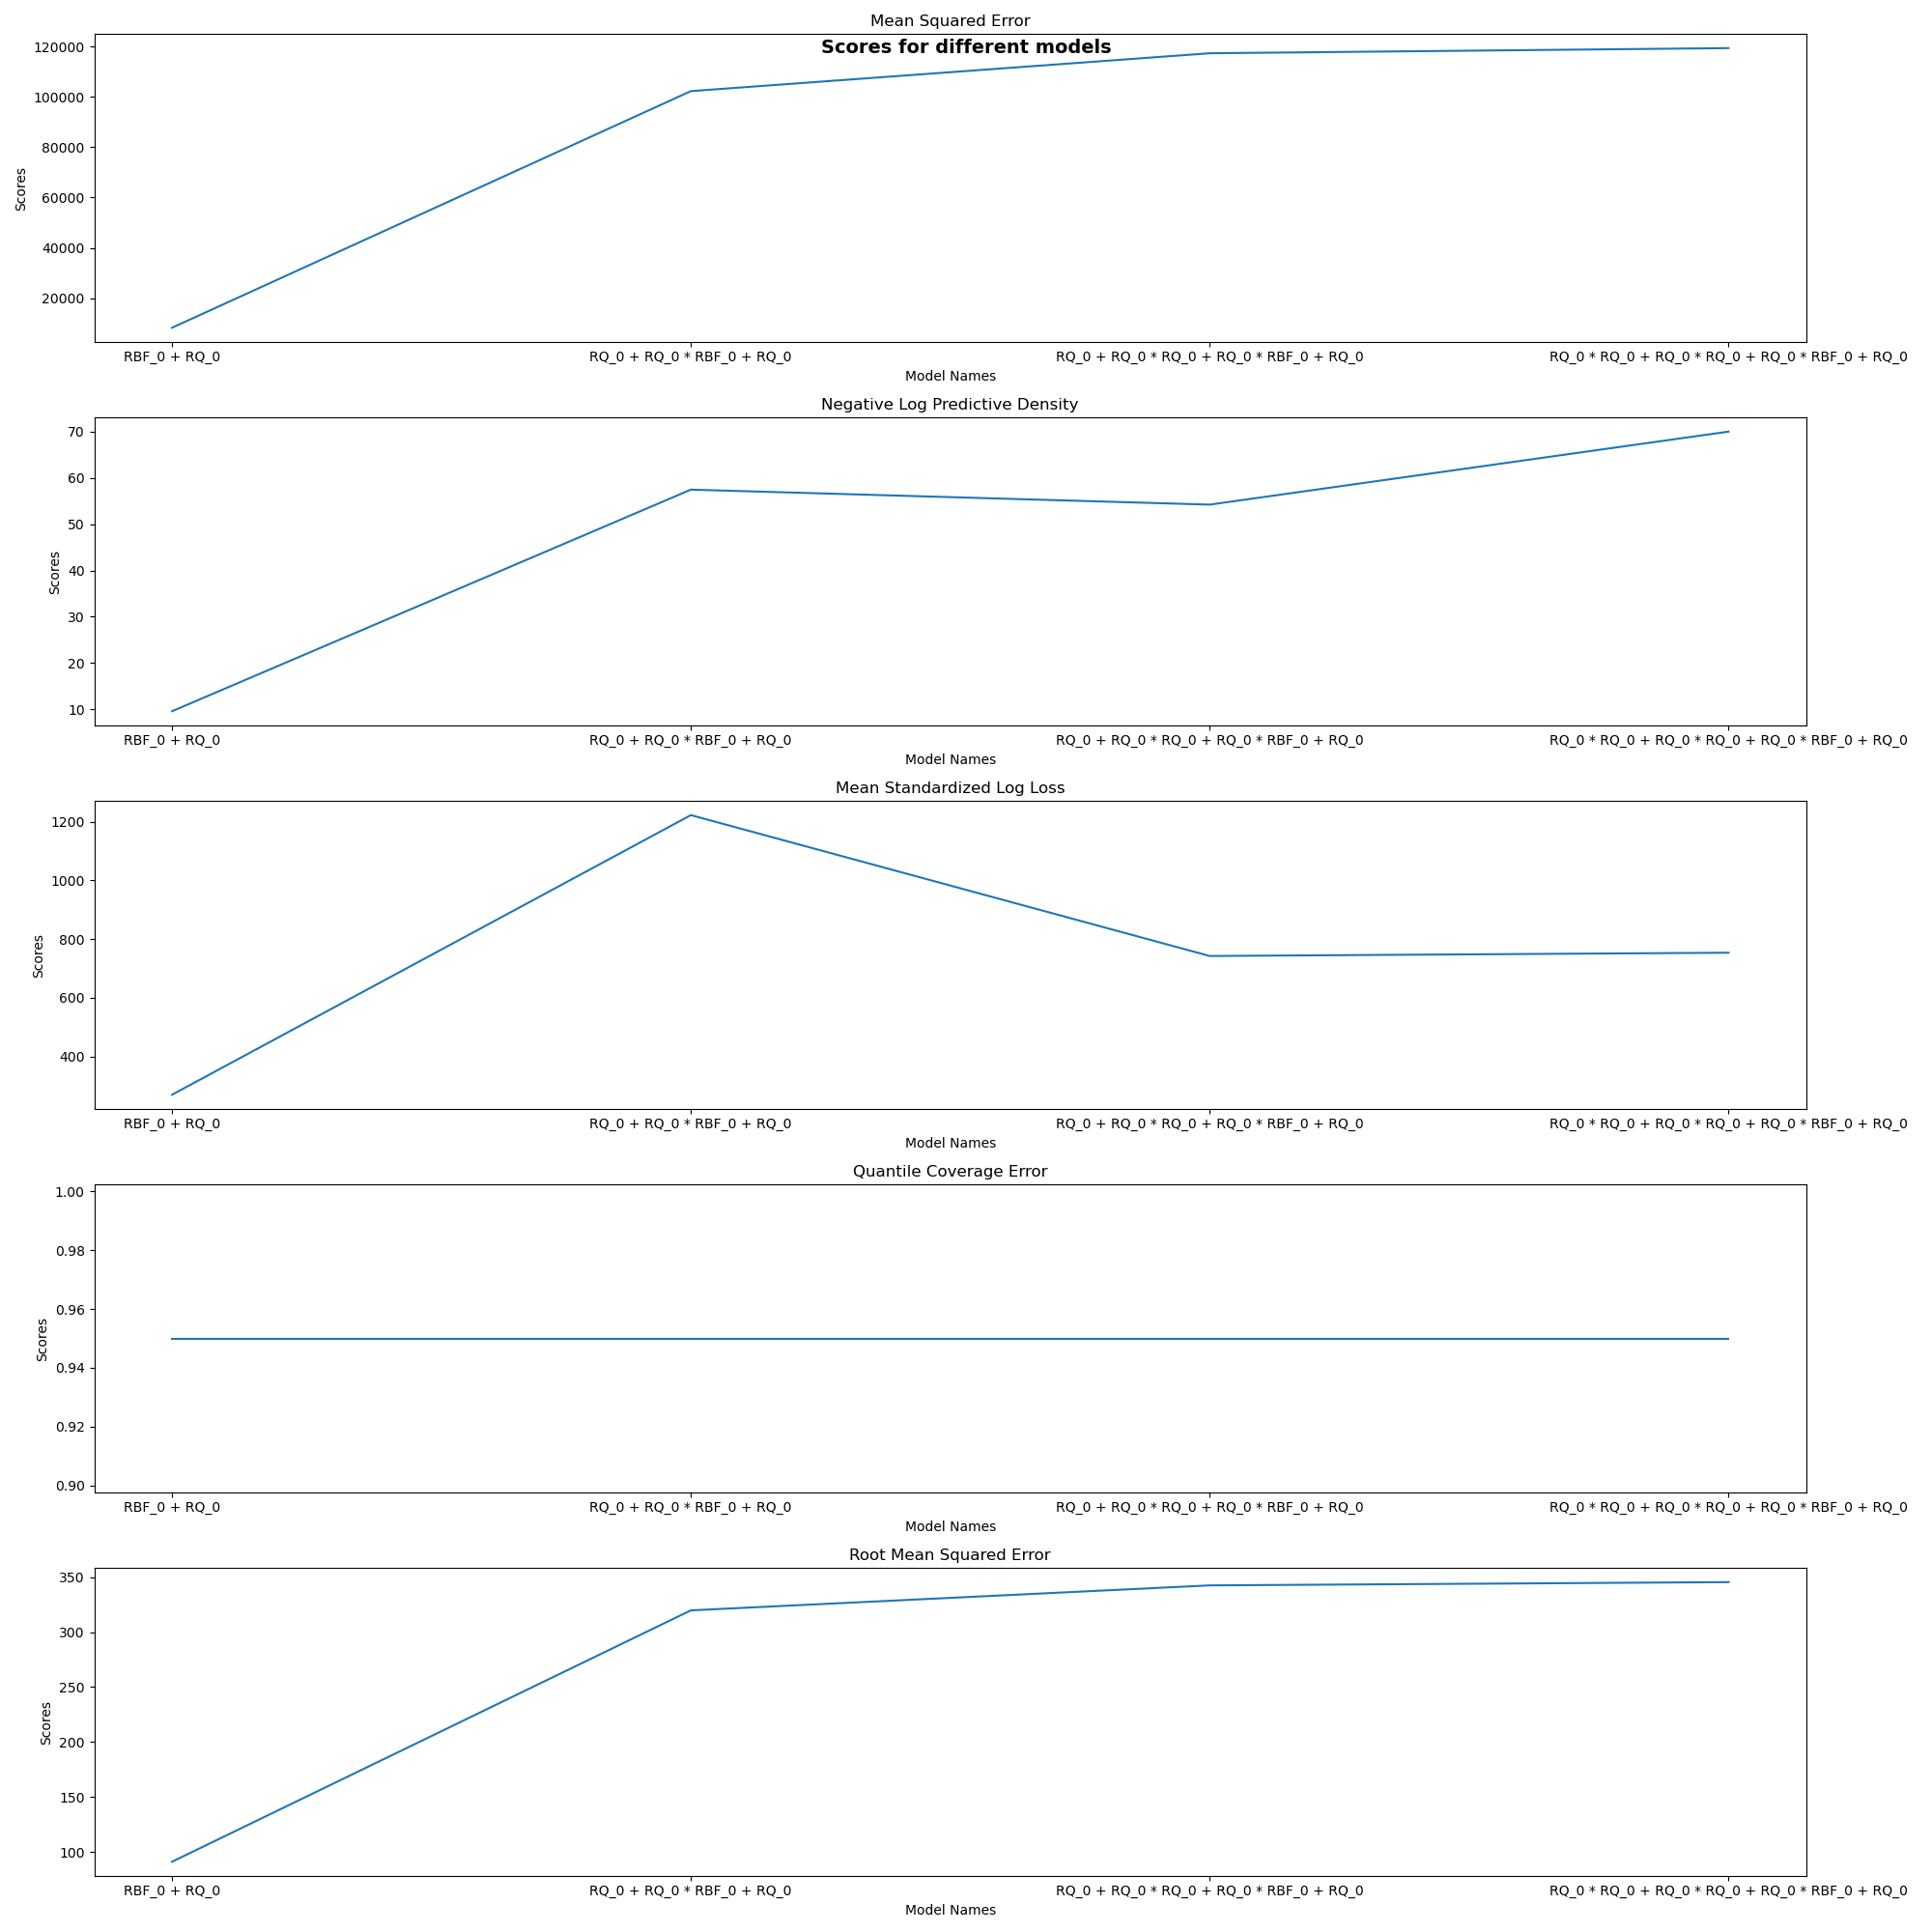 Mean Squared Error
Scores for different models
120000
100000
80000
60000
40000
20000
Scores
RBF_0 + RQ_0
RQ_0 + RQ_0 * RBF_0 + RQ_0
RQ_0 + RQ_0 * RQ_0 + RQ_0 * RBF_0 + RQ_0
RQ_0 * RQ_0 + RQ_0 * RQ_0 + RQ_0 * RBF_0 + RQ_0
Model Names
Negative Log Predictive Density
70
60
50
40
30
20
10
Scores
RBF_0 + RQ_0
RQ_0 + RQ_0 * RBF_0 + RQ_0
RQ_0 + RQ_0 * RQ_0 + RQ_0 * RBF_0 + RQ_0
RQ_0 * RQ_0 + RQ_0 * RQ_0 + RQ_0 * RBF_0 + RQ_0
Model Names
Mean Standardized Log Loss
1200
1000
800
600
400
Scores
RBF_0 + RQ_0
RQ_0 + RQ_0 * RBF_0 + RQ_0
RQ_0 + RQ_0 * RQ_0 + RQ_0 * RBF_0 + RQ_0
RQ_0 * RQ_0 + RQ_0 * RQ_0 + RQ_0 * RBF_0 + RQ_0
Model Names
Quantile Coverage Error
1.00
0.98
0.96
0.94
0.92
0.90
Scores
RBF_0 + RQ_0
RQ_0 + RQ_0 * RBF_0 + RQ_0
RQ_0 + RQ_0 * RQ_0 + RQ_0 * RBF_0 + RQ_0
RQ_0 * RQ_0 + RQ_0 * RQ_0 + RQ_0 * RBF_0 + RQ_0
Model Names
Root Mean Squared Error
350
300
250
200
150
100
Scores
RBF_0 + RQ_0
RQ_0 + RQ_0 * RBF_0 + RQ_0
RQ_0 + RQ_0 * RQ_0 + RQ_0 * RBF_0 + RQ_0
RQ_0 * RQ_0 + RQ_0 * RQ_0 + RQ_0 * RBF_0 + RQ_0
Model Names